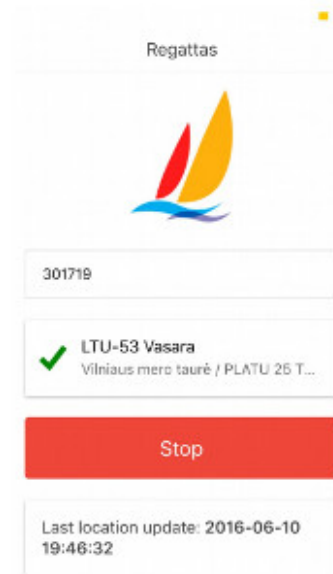 Regattas
301719
LTU-53 Vasara
Vilniaus mero taurė / PLATU 25 T...
Stop
Last location update: 2016-06-10
19:46:32